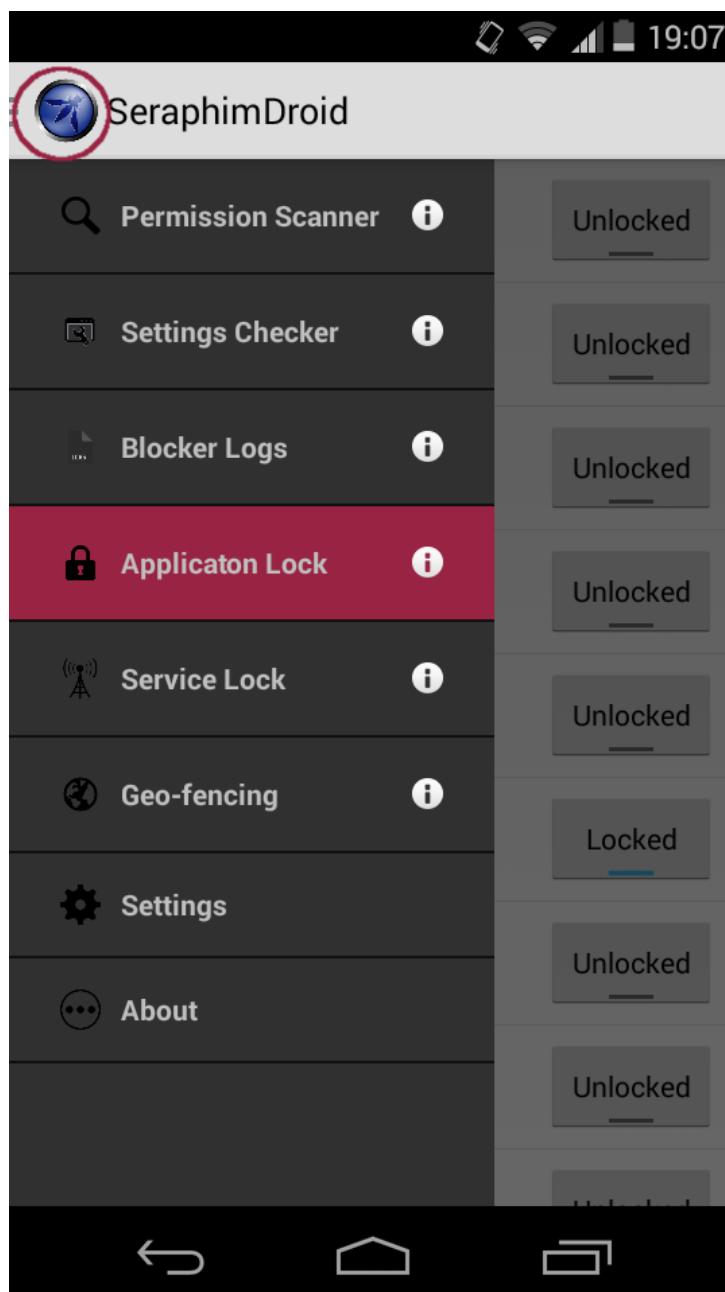 19:07
SeraphimDroid
Permission Scanner
Unlocked
Settings Checker
Unlocked
Blocker Logs
Unlocked
Applicaton Lock
Unlocked
Service Lock
Unlocked
Geo-fencing
Locked
Settings
Unlocked
About
Unlocked